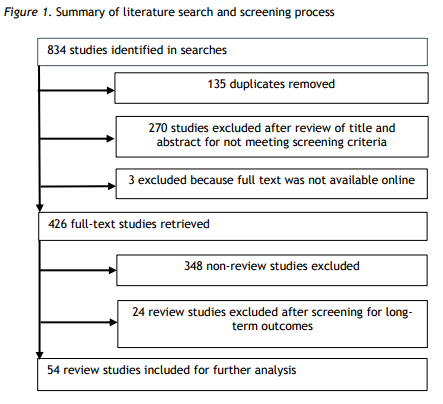 Figure 1. Summary of literature search and screening process
834 studies identified in searches
135 duplicates removed
270 studies excluded after review of title and
abstract for not meeting screening criteria
3 excluded because full text was not available online
426 full-text studies retrieved
348 non-review studies excluded
24 review studies excluded after screening for long-
term outcomes
54 review studies included for further analysis